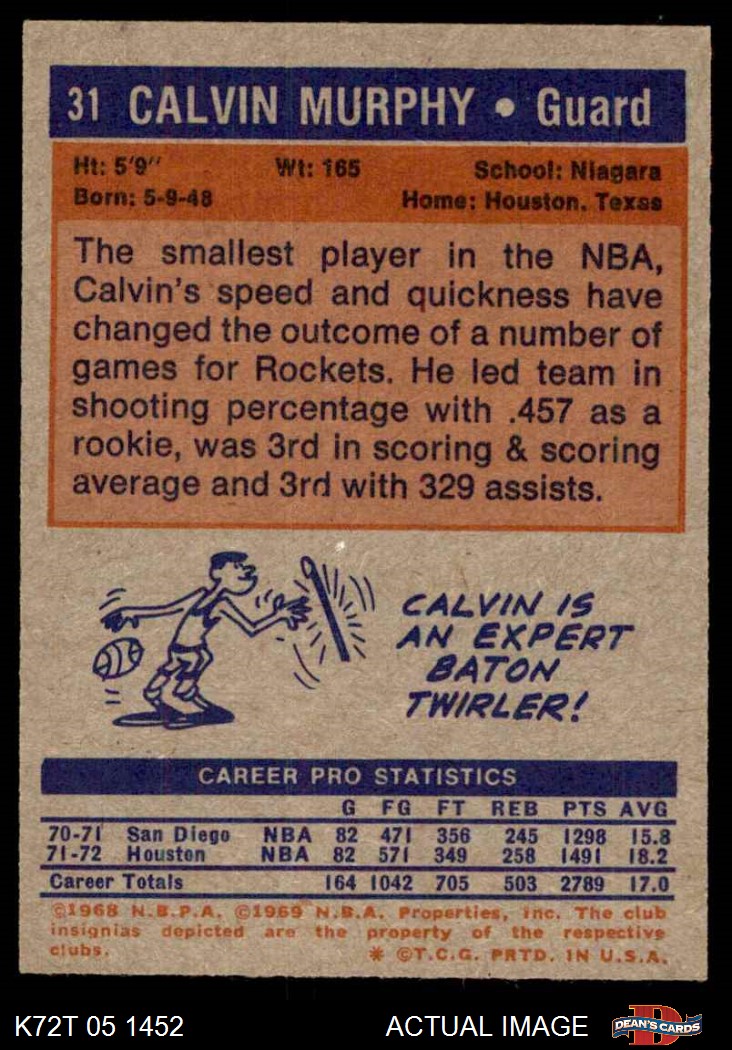 31 CALVIN MURPHY • Guard
Ht: 5'9" Wt: 165 School: Niagara
Born: 5-9-48 Home: Houston, Texas
The smallest player in the NBA,
Calvin's speed and quickness have
changed the outcome of a number of
games for Rockets. He led team in
shooting percentage with .457 as a
rookie, was 3rd in scoring & scoring
average and 3rd with 329 assists.
CALVIN IS
AN EXPERT
BATON
TWIRLER!
CAREER PRO STATISTICS
G FG FT REB PTS AVG
70-71 San Diego NBA 82 471 356 245 1298 15.8
71-72 Houston NBA 82 571 349 258 1491 18.2
Career Totals 164 1042 705 503 2789 17.0
©1968 N.B.P.A. ©1969 N.B.A. Properties, Inc. The club
insignias depicted are the property of the respective
clubs. * ©T.C.G. PRTD. IN U.S.A.
K72T 05 1452 ACTUAL IMAGE D DEAN'S CARDS